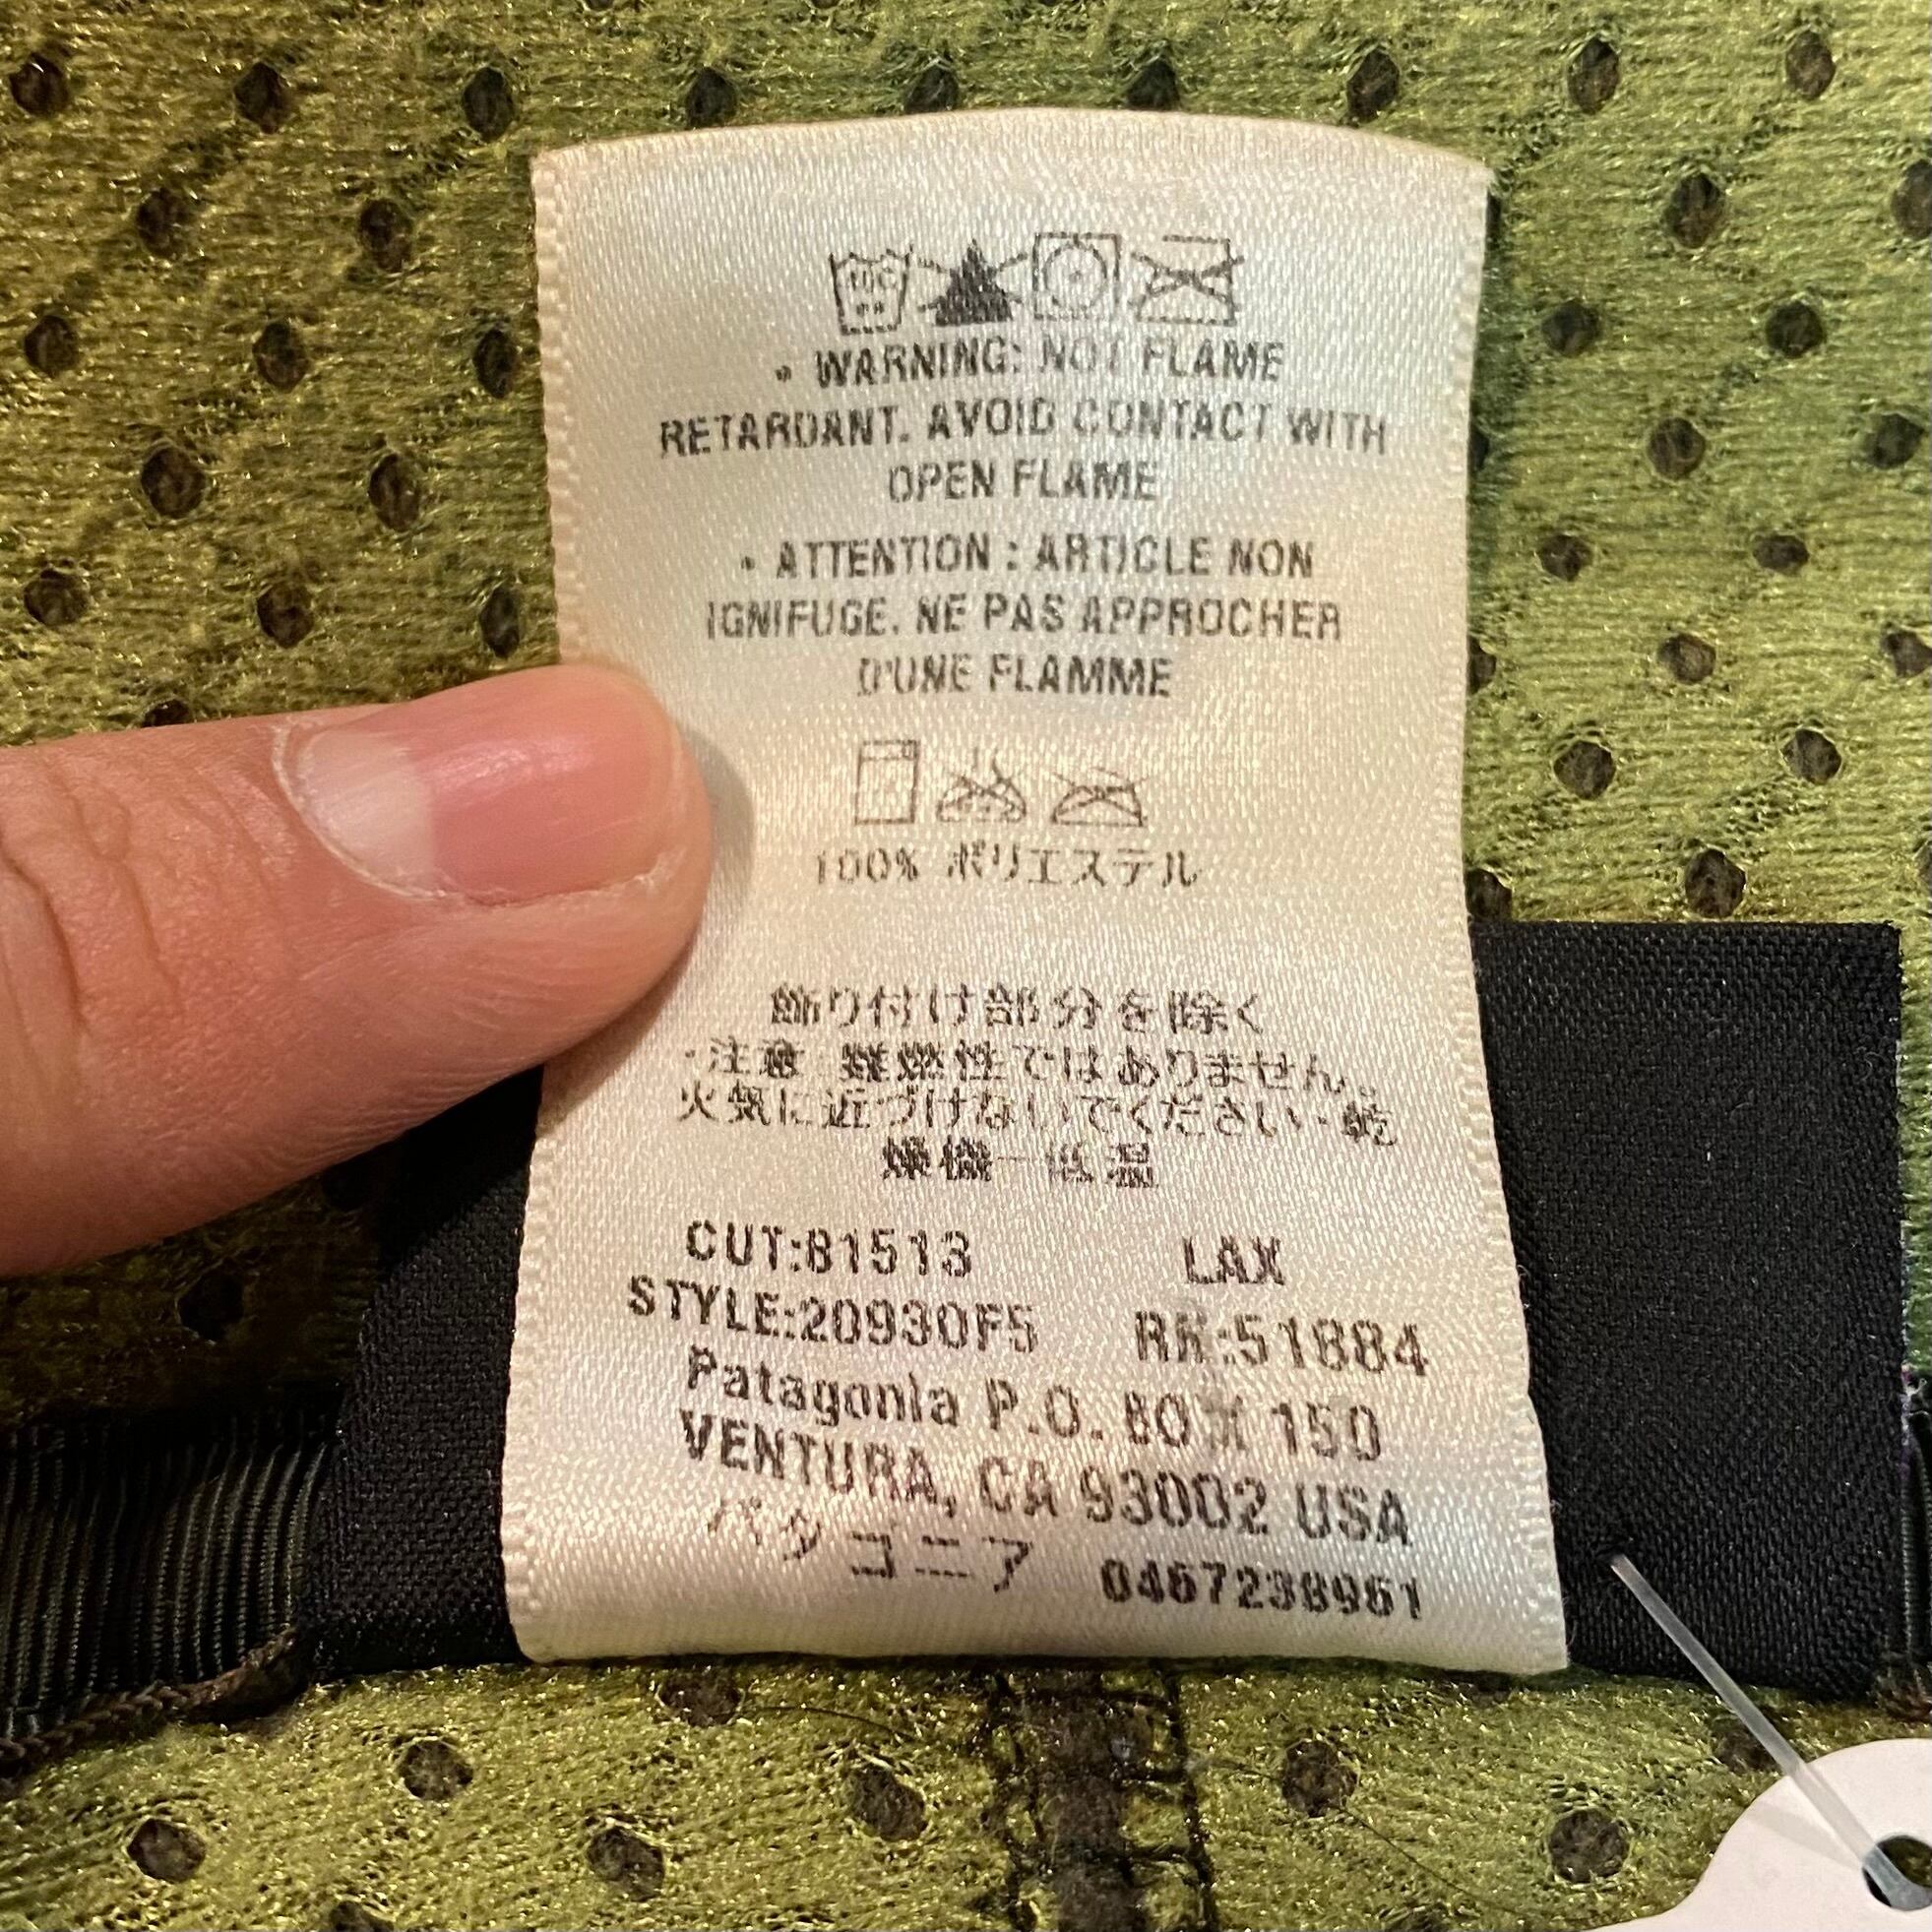 • WARNING: NOT FLAME
RETARDANT. AVOID CONTACT WITH
OPEN FLAME
• ATTENTION : ARTICLE NON
IGNIFUGE. NE PAS APPROCHER
D'UNE FLAMME
100% ポリエステル
飾り付け部分を除く
・注意 難燃性ではありません。
火気に近づけないでください・乾
燥機一低温
CUT:81513 LAX
STYLE:20930F5 RN:51884
Patagonia P.O. BOX 150
VENTURA, CA 93002 USA
パタゴニア 0467238961